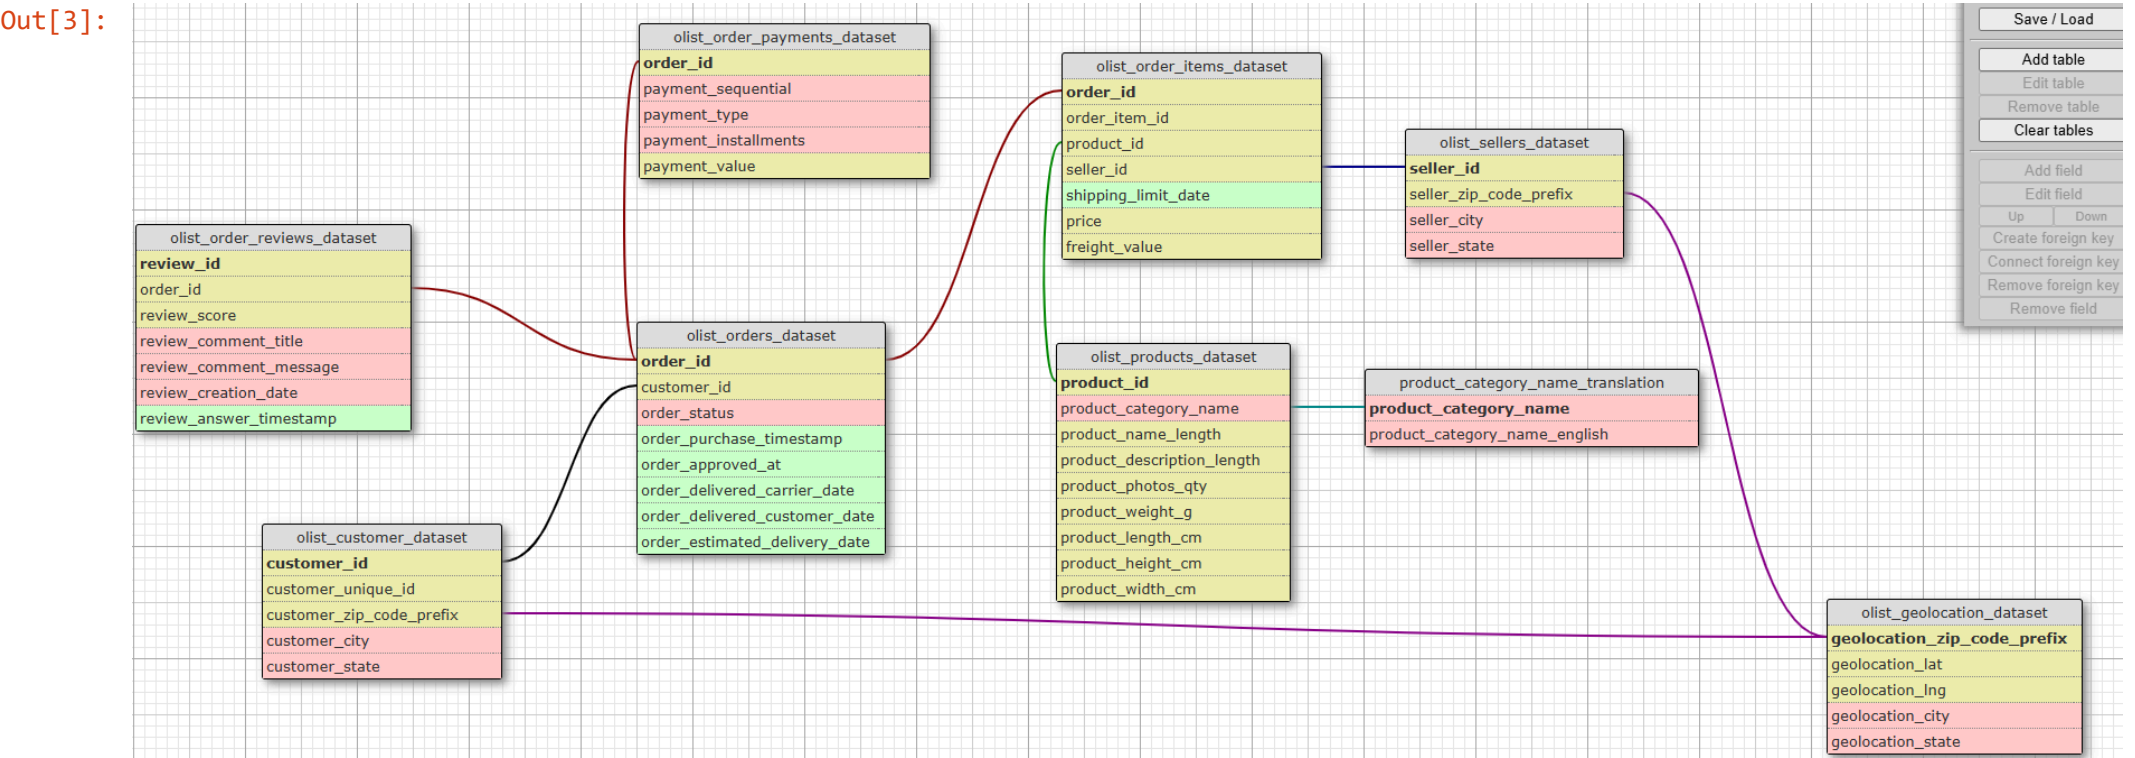 Out[3]:
olist_order_payments_dataset
order_id
payment_sequential
payment_type
payment_installments
payment_value
olist_order_items_dataset
order_id
order_item_id
product_id
seller_id
shipping_limit_date
price
freight_value
olist_sellers_dataset
seller_id
seller_zip_code_prefix
seller_city
seller_state
Save / Load
Add table
Edit table
Remove table
Clear tables
Add field
Edit field
Up Down
Create foreign key
Connect foreign key
Remove foreign key
Remove field
olist_order_reviews_dataset
review_id
order_id
review_score
review_comment_title
review_comment_message
review_creation_date
review_answer_timestamp
olist_orders_dataset
order_id
customer_id
order_status
order_purchase_timestamp
order_approved_at
order_delivered_carrier_date
order_delivered_customer_date
order_estimated_delivery_date
olist_products_dataset
product_id
product_category_name
product_name_length
product_description_length
product_photos_qty
product_weight_g
product_length_cm
product_height_cm
product_width_cm
product_category_name_translation
product_category_name
product_category_name_english
olist_customer_dataset
customer_id
customer_unique_id
customer_zip_code_prefix
customer_city
customer_state
olist_geolocation_dataset
geolocation_zip_code_prefix
geolocation_lat
geolocation_lng
geolocation_city
geolocation_state